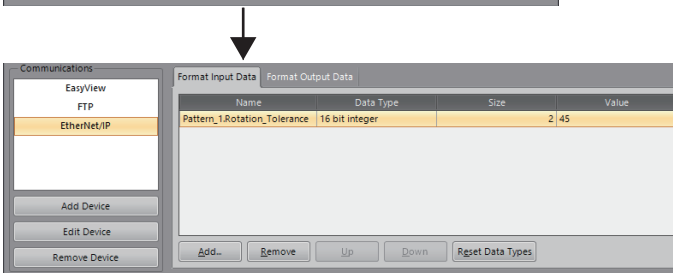 Communications
EasyView
FTP
EtherNet/IP
Add Device
Edit Device
Remove Device
Format Input Data Format Output Data
Name Data Type Size Value
Pattern_1.Rotation_Tolerance 16 bit integer 2 45
Add.. Remove Up Down Reset Data Types